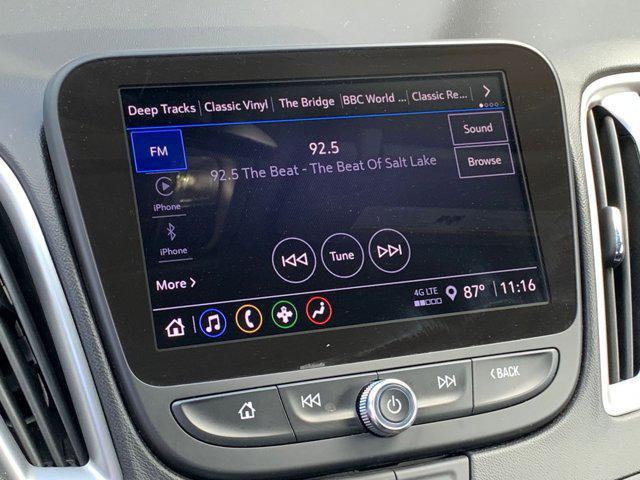 Deep Tracks Classic Vinyl The Bridge BBC World ... Classic Re...
FM
92.5
Sound
92.5 The Beat - The Beat Of Salt Lake
Browse
iPhone
iPhone
Tune
More
4G LTE
87° 11:16
BACK